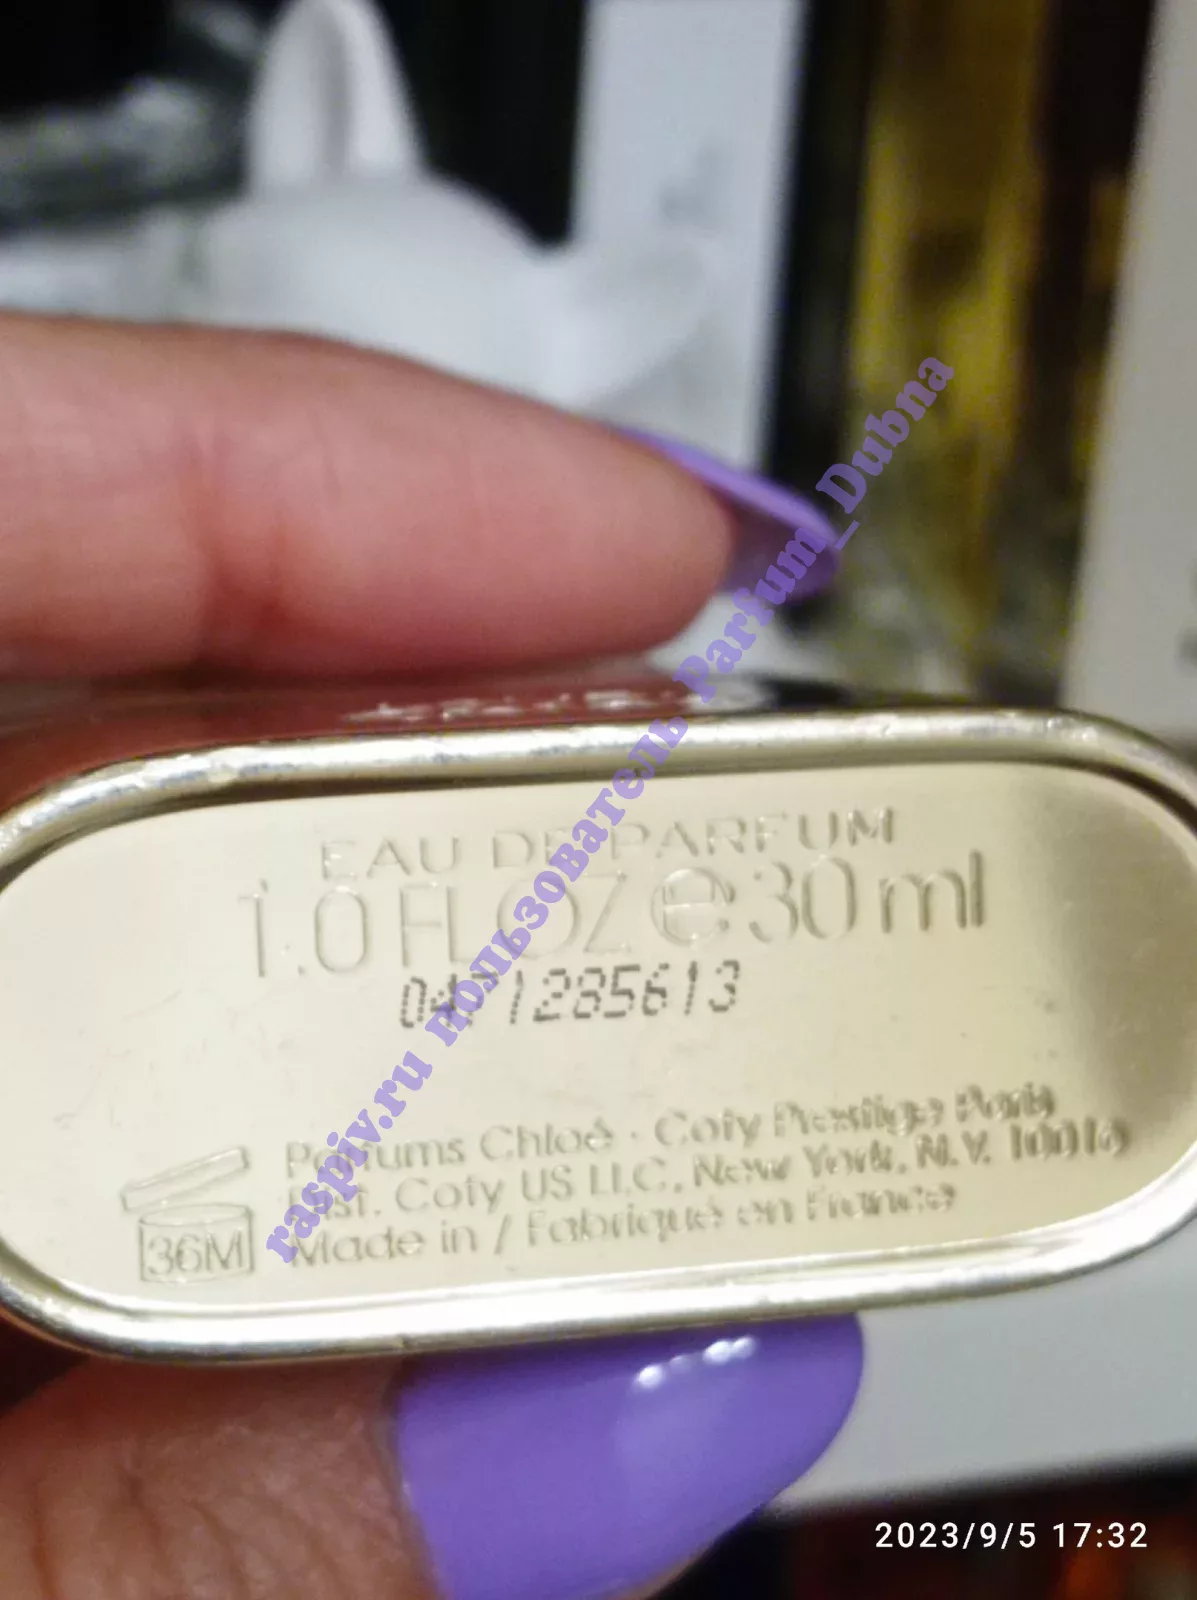 EAU DE PARFUM
1.0 FL OZ e 30 ml
1285613
Parfums Chloé · Coty Prestige Paris
Dist. Coty US LLC, New York, N.Y. 10016
36M Made in / Fabriqué en France
raspiv.ru пользователь Parfum_Dubna
2023/9/5 17:32